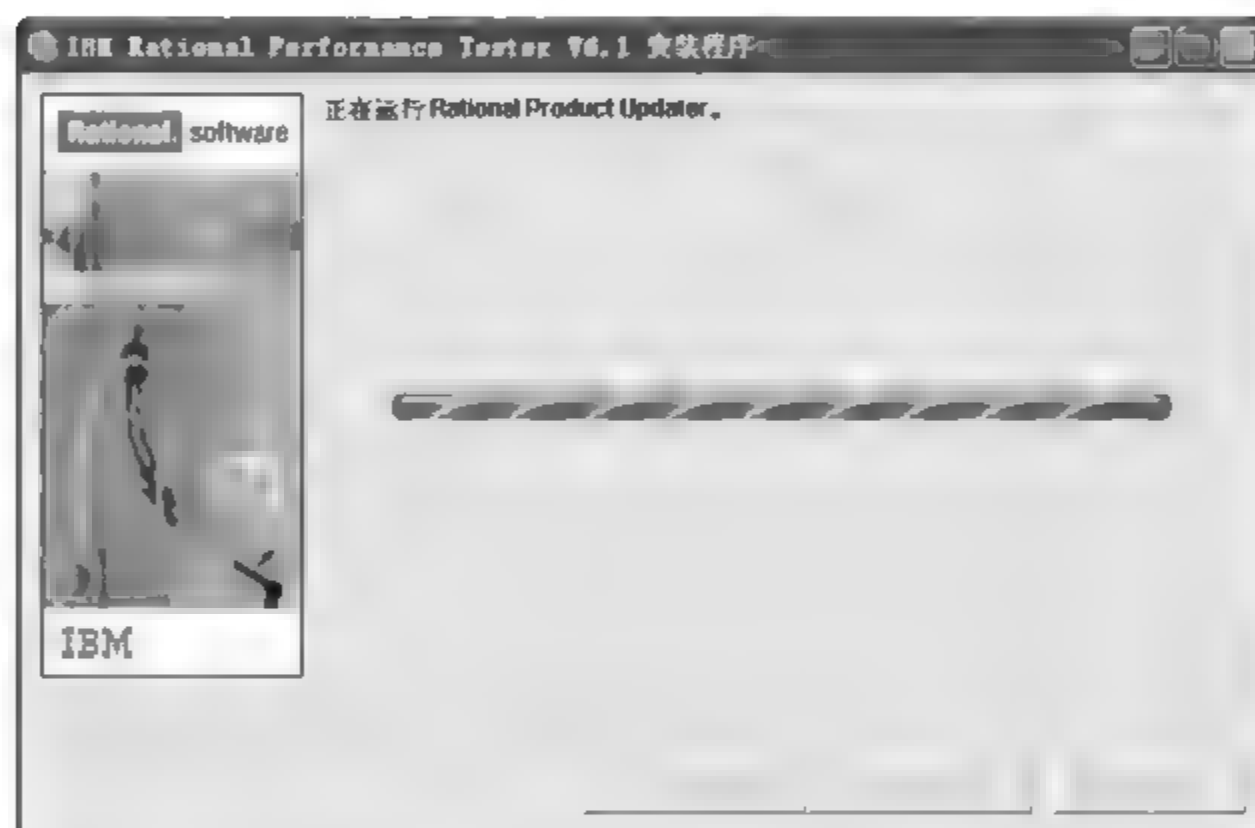 IBM Rational Performance Tester V6.1 安装程序
Rational. software
正在运行 Rational Product Updater。
IBM